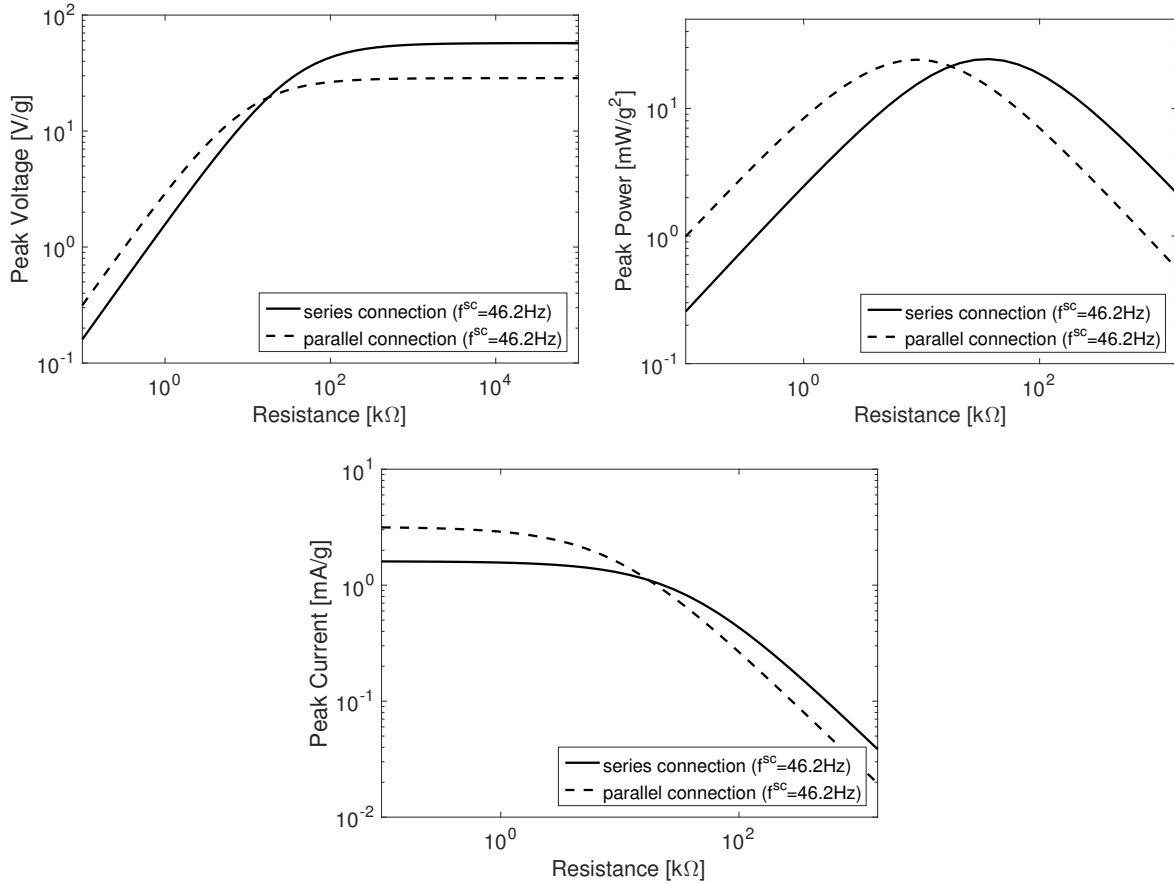 10^2
10^1
10^0
10^-1
Peak Voltage [V/g]
series connection (f^sc=46.2Hz)
parallel connection (f^sc=46.2Hz)
10^0
10^2
10^4
Resistance [kΩ]
10^1
10^0
10^-1
Peak Power [mW/g^2]
series connection (f^sc=46.2Hz)
parallel connection (f^sc=46.2Hz)
10^0
10^2
Resistance [kΩ]
10^1
10^0
10^-1
10^-2
Peak Current [mA/g]
series connection (f^sc=46.2Hz)
parallel connection (f^sc=46.2Hz)
10^0
10^2
Resistance [kΩ]